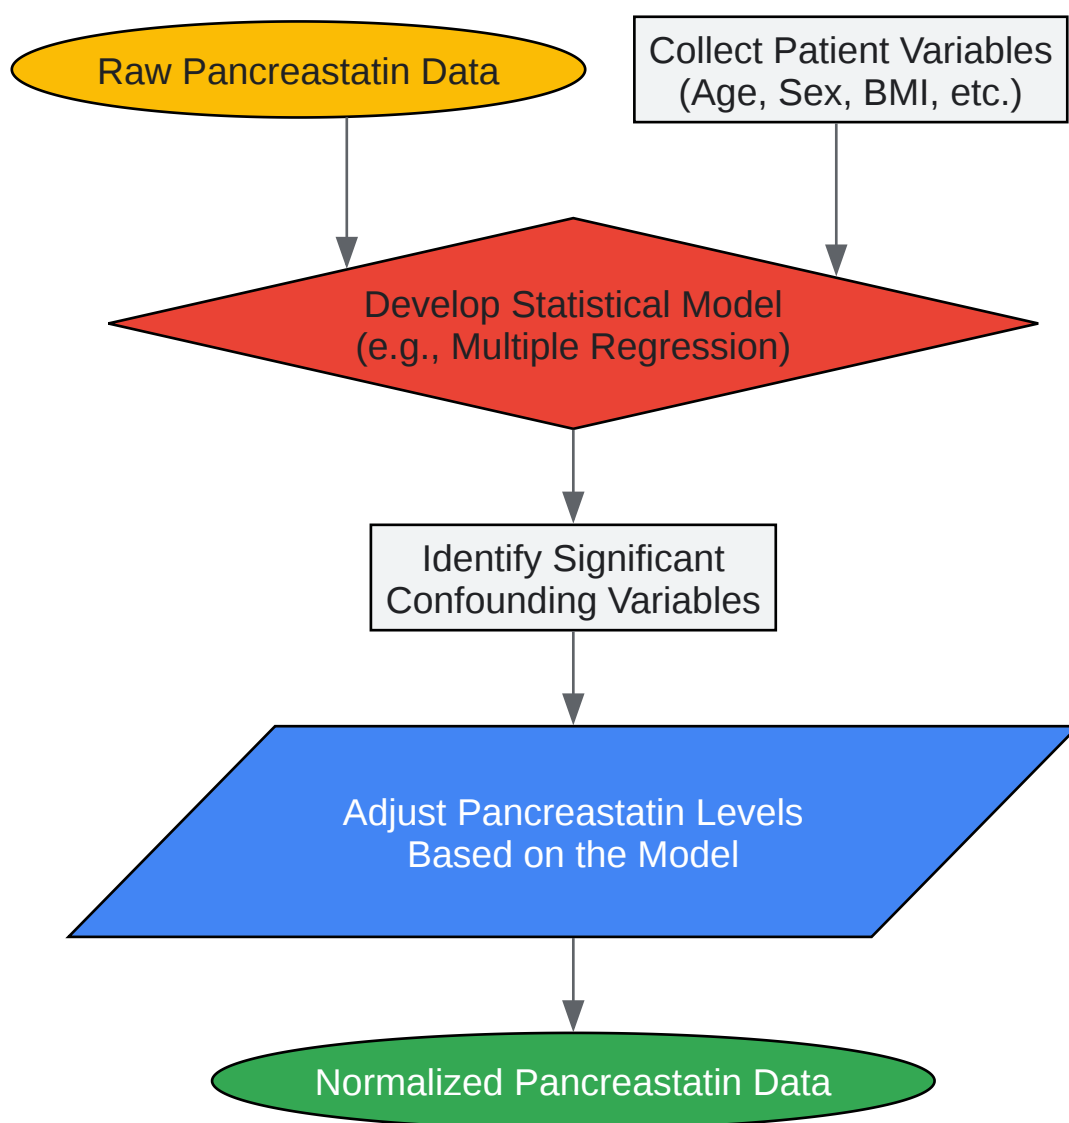 Raw Pancreastatin Data
Collect Patient Variables
(Age, Sex, BMI, etc.)
Develop Statistical Model
(e.g., Multiple Regression)
Identify Significant
Confounding Variables
Adjust Pancreastatin Levels
Based on the Model
Normalized Pancreastatin Data